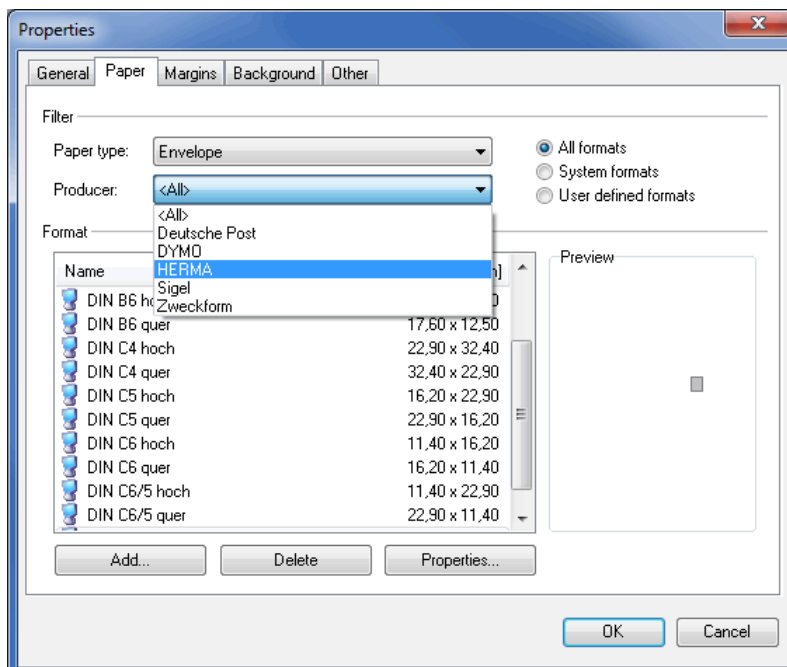 Properties
General Paper Margins Background Other
Filter
Paper type: Envelope
All formats
System formats
User defined formats
Producer: <All>
<All>
Deutsche Post
DYMO
HERMA
Sigel
Zweckform
Format
Name
Preview
DIN B6
DIN B6 quer 17,60 x 12,50
DIN C4 hoch 22,90 x 32,40
DIN C4 quer 32,40 x 22,90
DIN C5 hoch 16,20 x 22,90
DIN C5 quer 22,90 x 16,20
DIN C6 hoch 11,40 x 16,20
DIN C6 quer 16,20 x 11,40
DIN C6/5 hoch 11,40 x 22,90
DIN C6/5 quer 22,90 x 11,40
Add... Delete Properties...
OK Cancel